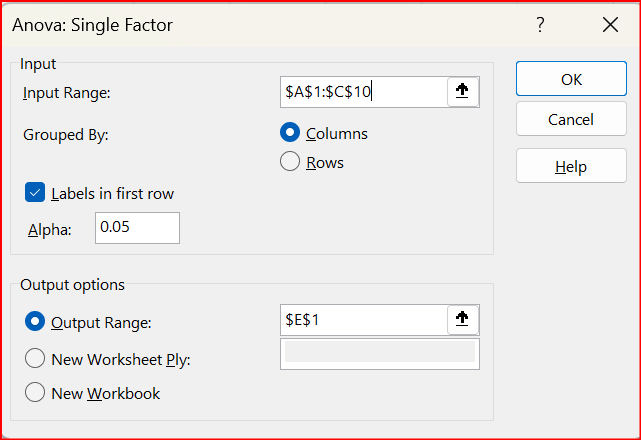 Anova: Single Factor ?
Input
Input Range: $A$1:$C$10
OK
Cancel
Grouped By: Columns
Rows
Help
Labels in first row
Alpha: 0.05
Output options
Output Range: $E$1
New Worksheet Ply:
New Workbook